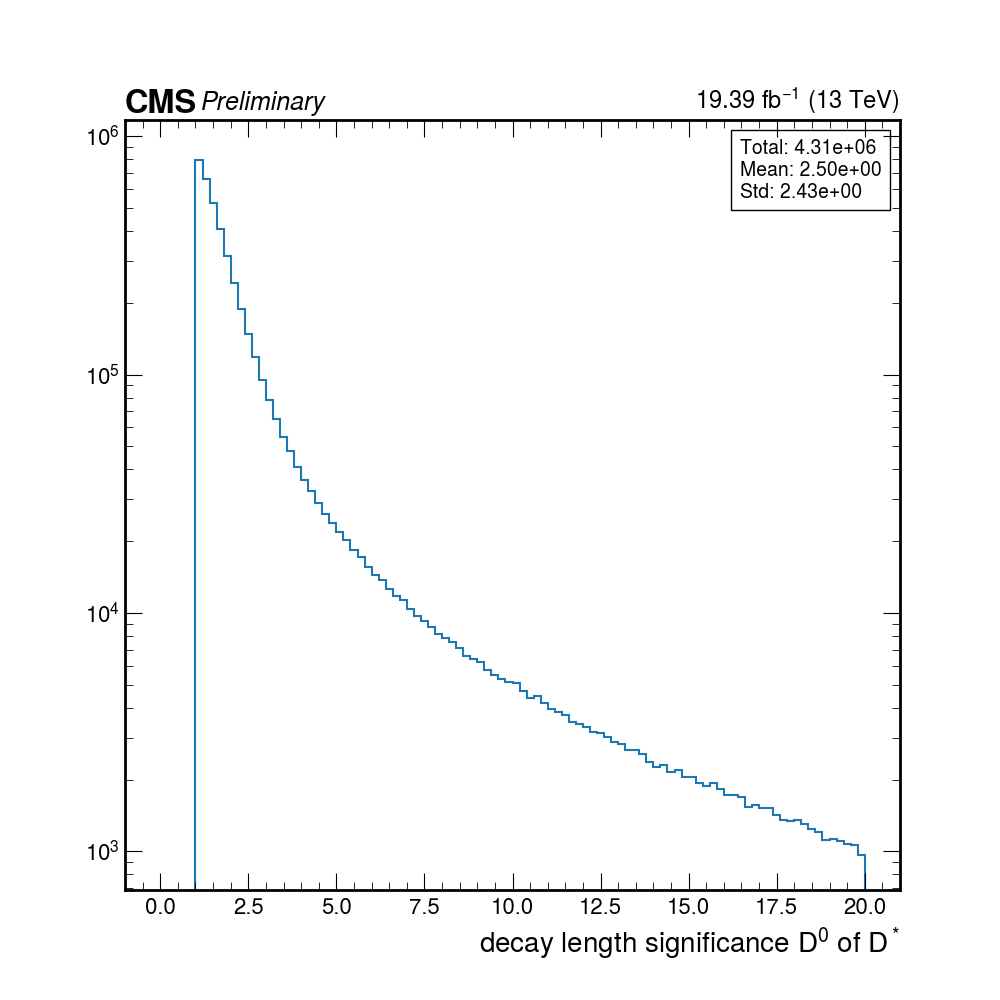 CMS Preliminary 19.39 fb⁻¹ (13 TeV)
Total: 4.31e+06
Mean: 2.50e+00
Std: 2.43e+00
10⁶
10⁵
10⁴
10³
0.0 2.5 5.0 7.5 10.0 12.5 15.0 17.5 20.0
decay length significance D⁰ of D*